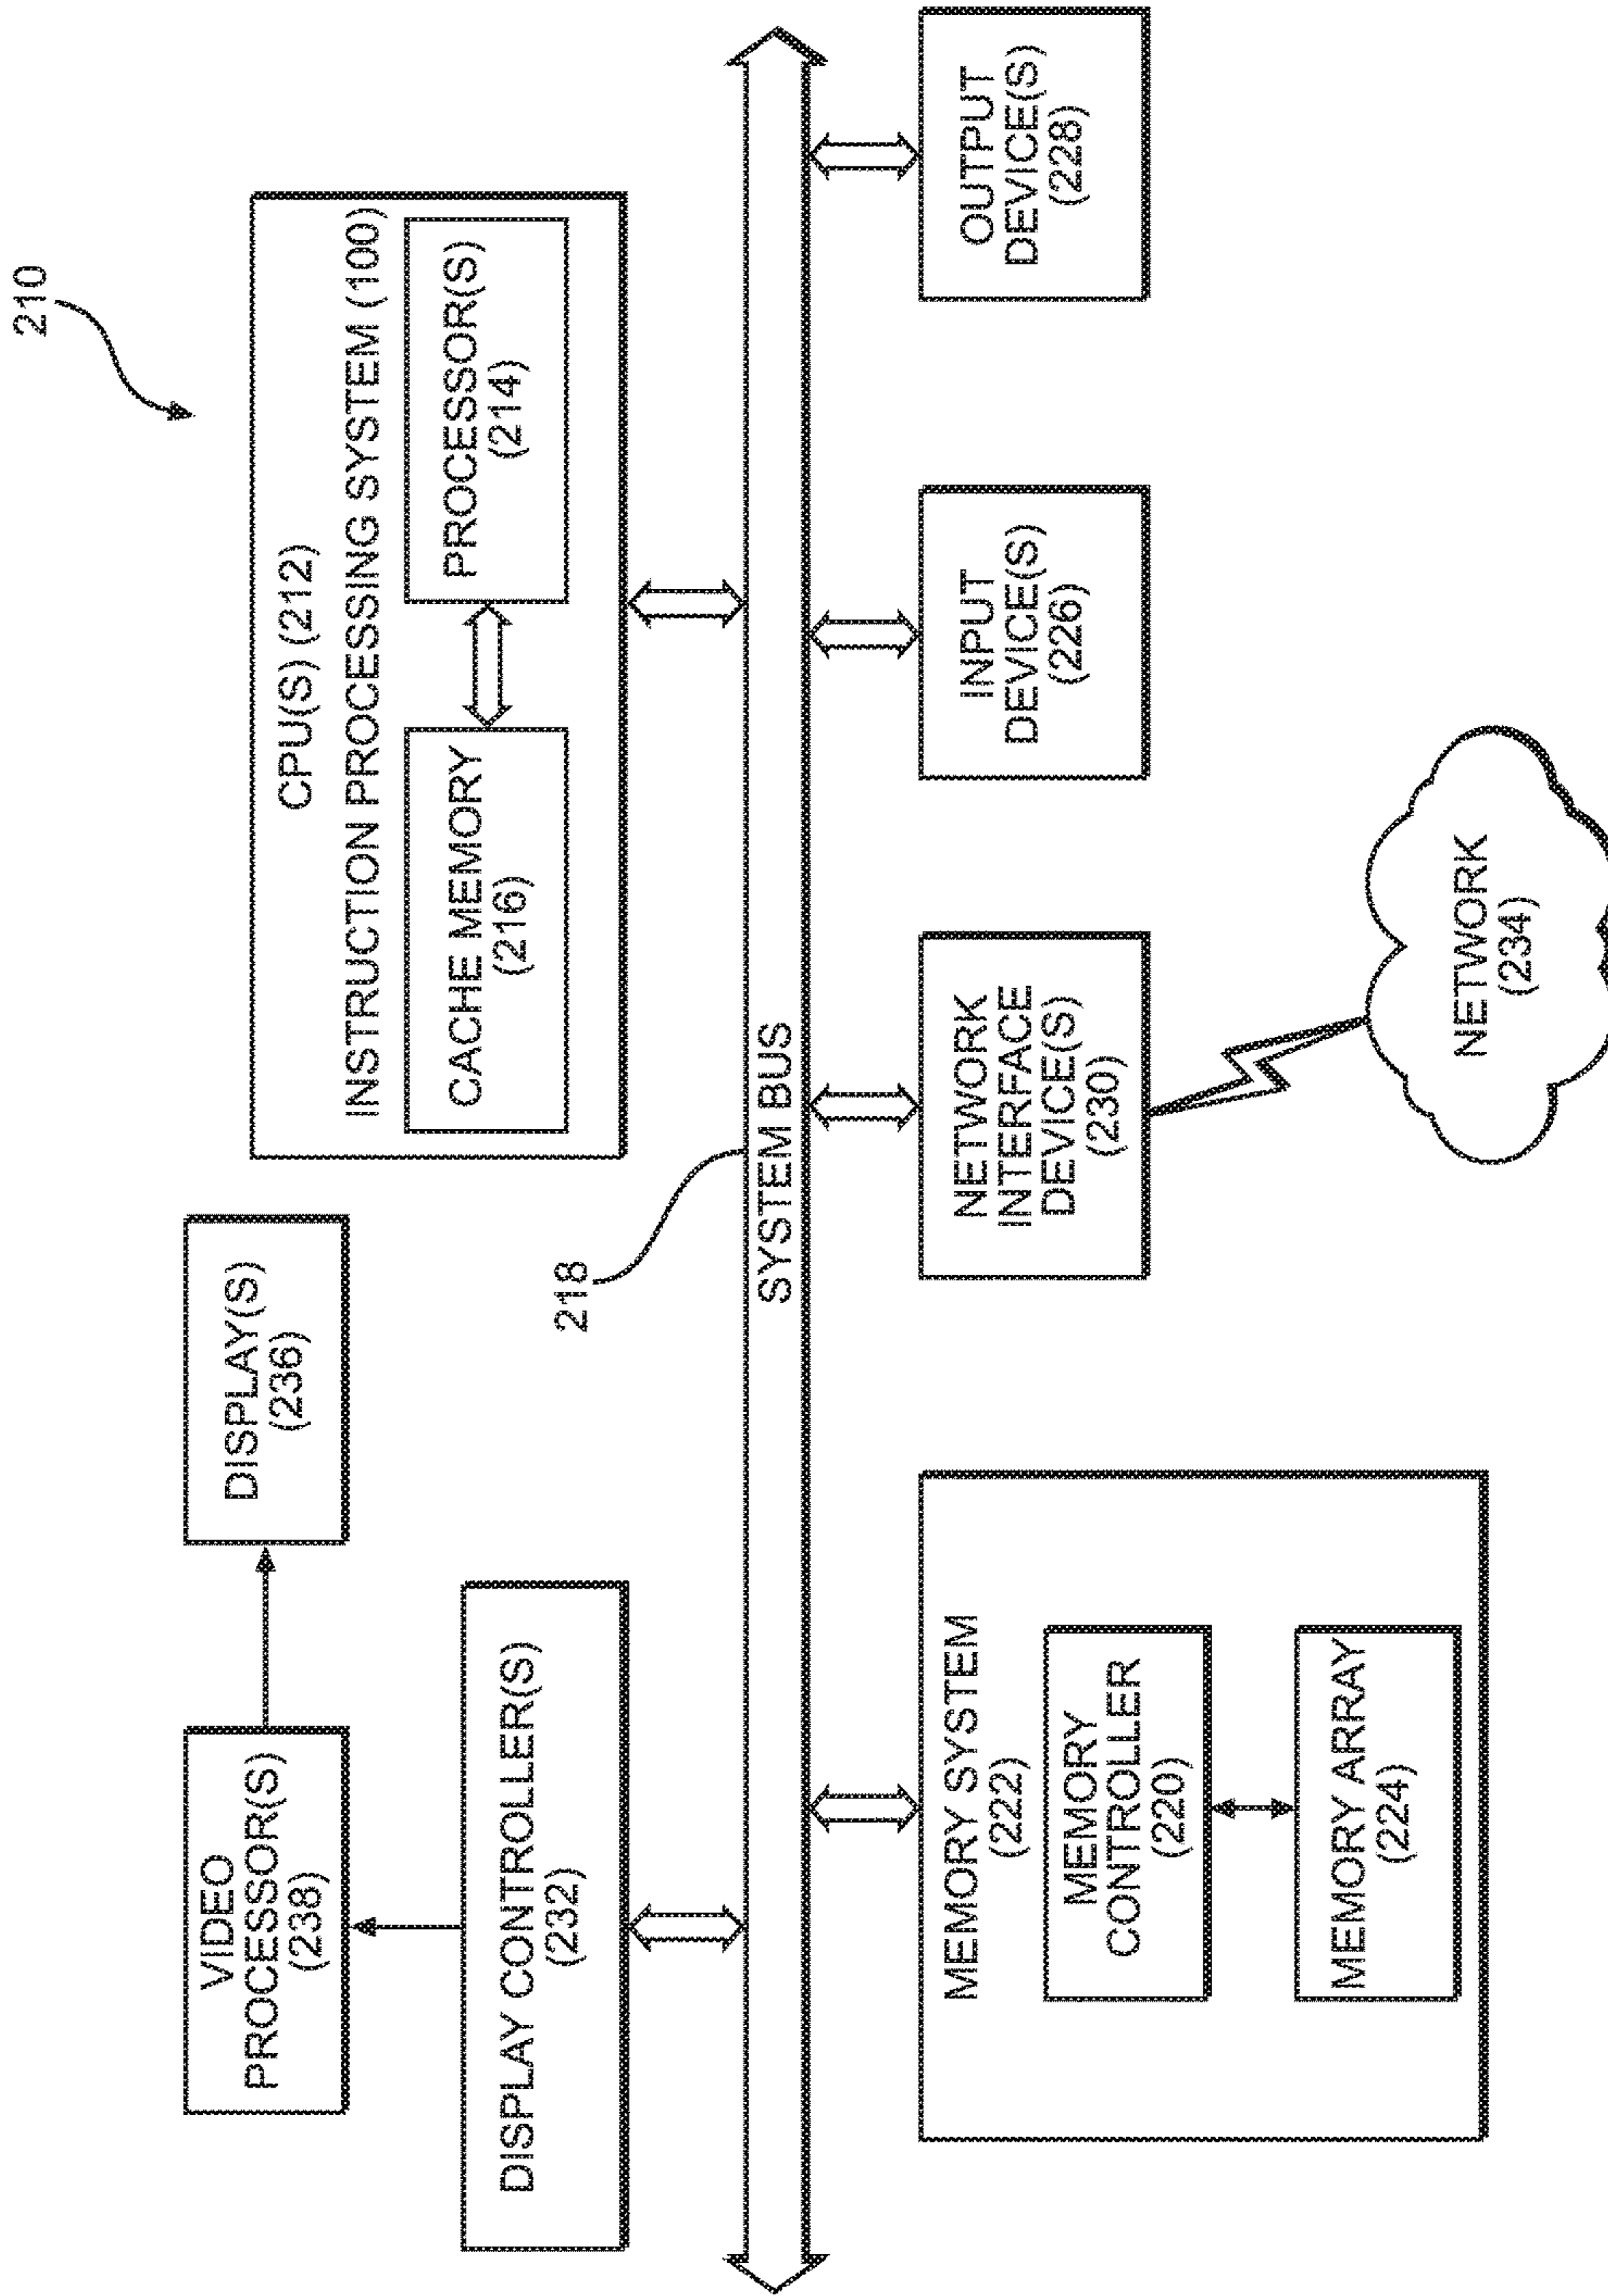 210
CPU(S) (212)
INSTRUCTION PROCESSING SYSTEM (100)
CACHE MEMORY
(216)
PROCESSOR(S)
(214)
VIDEO
PROCESSOR(S)
(238)
DISPLAY(S)
(236)
DISPLAY CONTROLLER(S)
(232)
218
SYSTEM BUS
MEMORY SYSTEM
(222)
MEMORY
CONTROLLER
(220)
MEMORY ARRAY
(224)
NETWORK
INTERFACE
DEVICE(S)
(230)
INPUT
DEVICE(S)
(226)
OUTPUT
DEVICE(S)
(228)
NETWORK
(234)